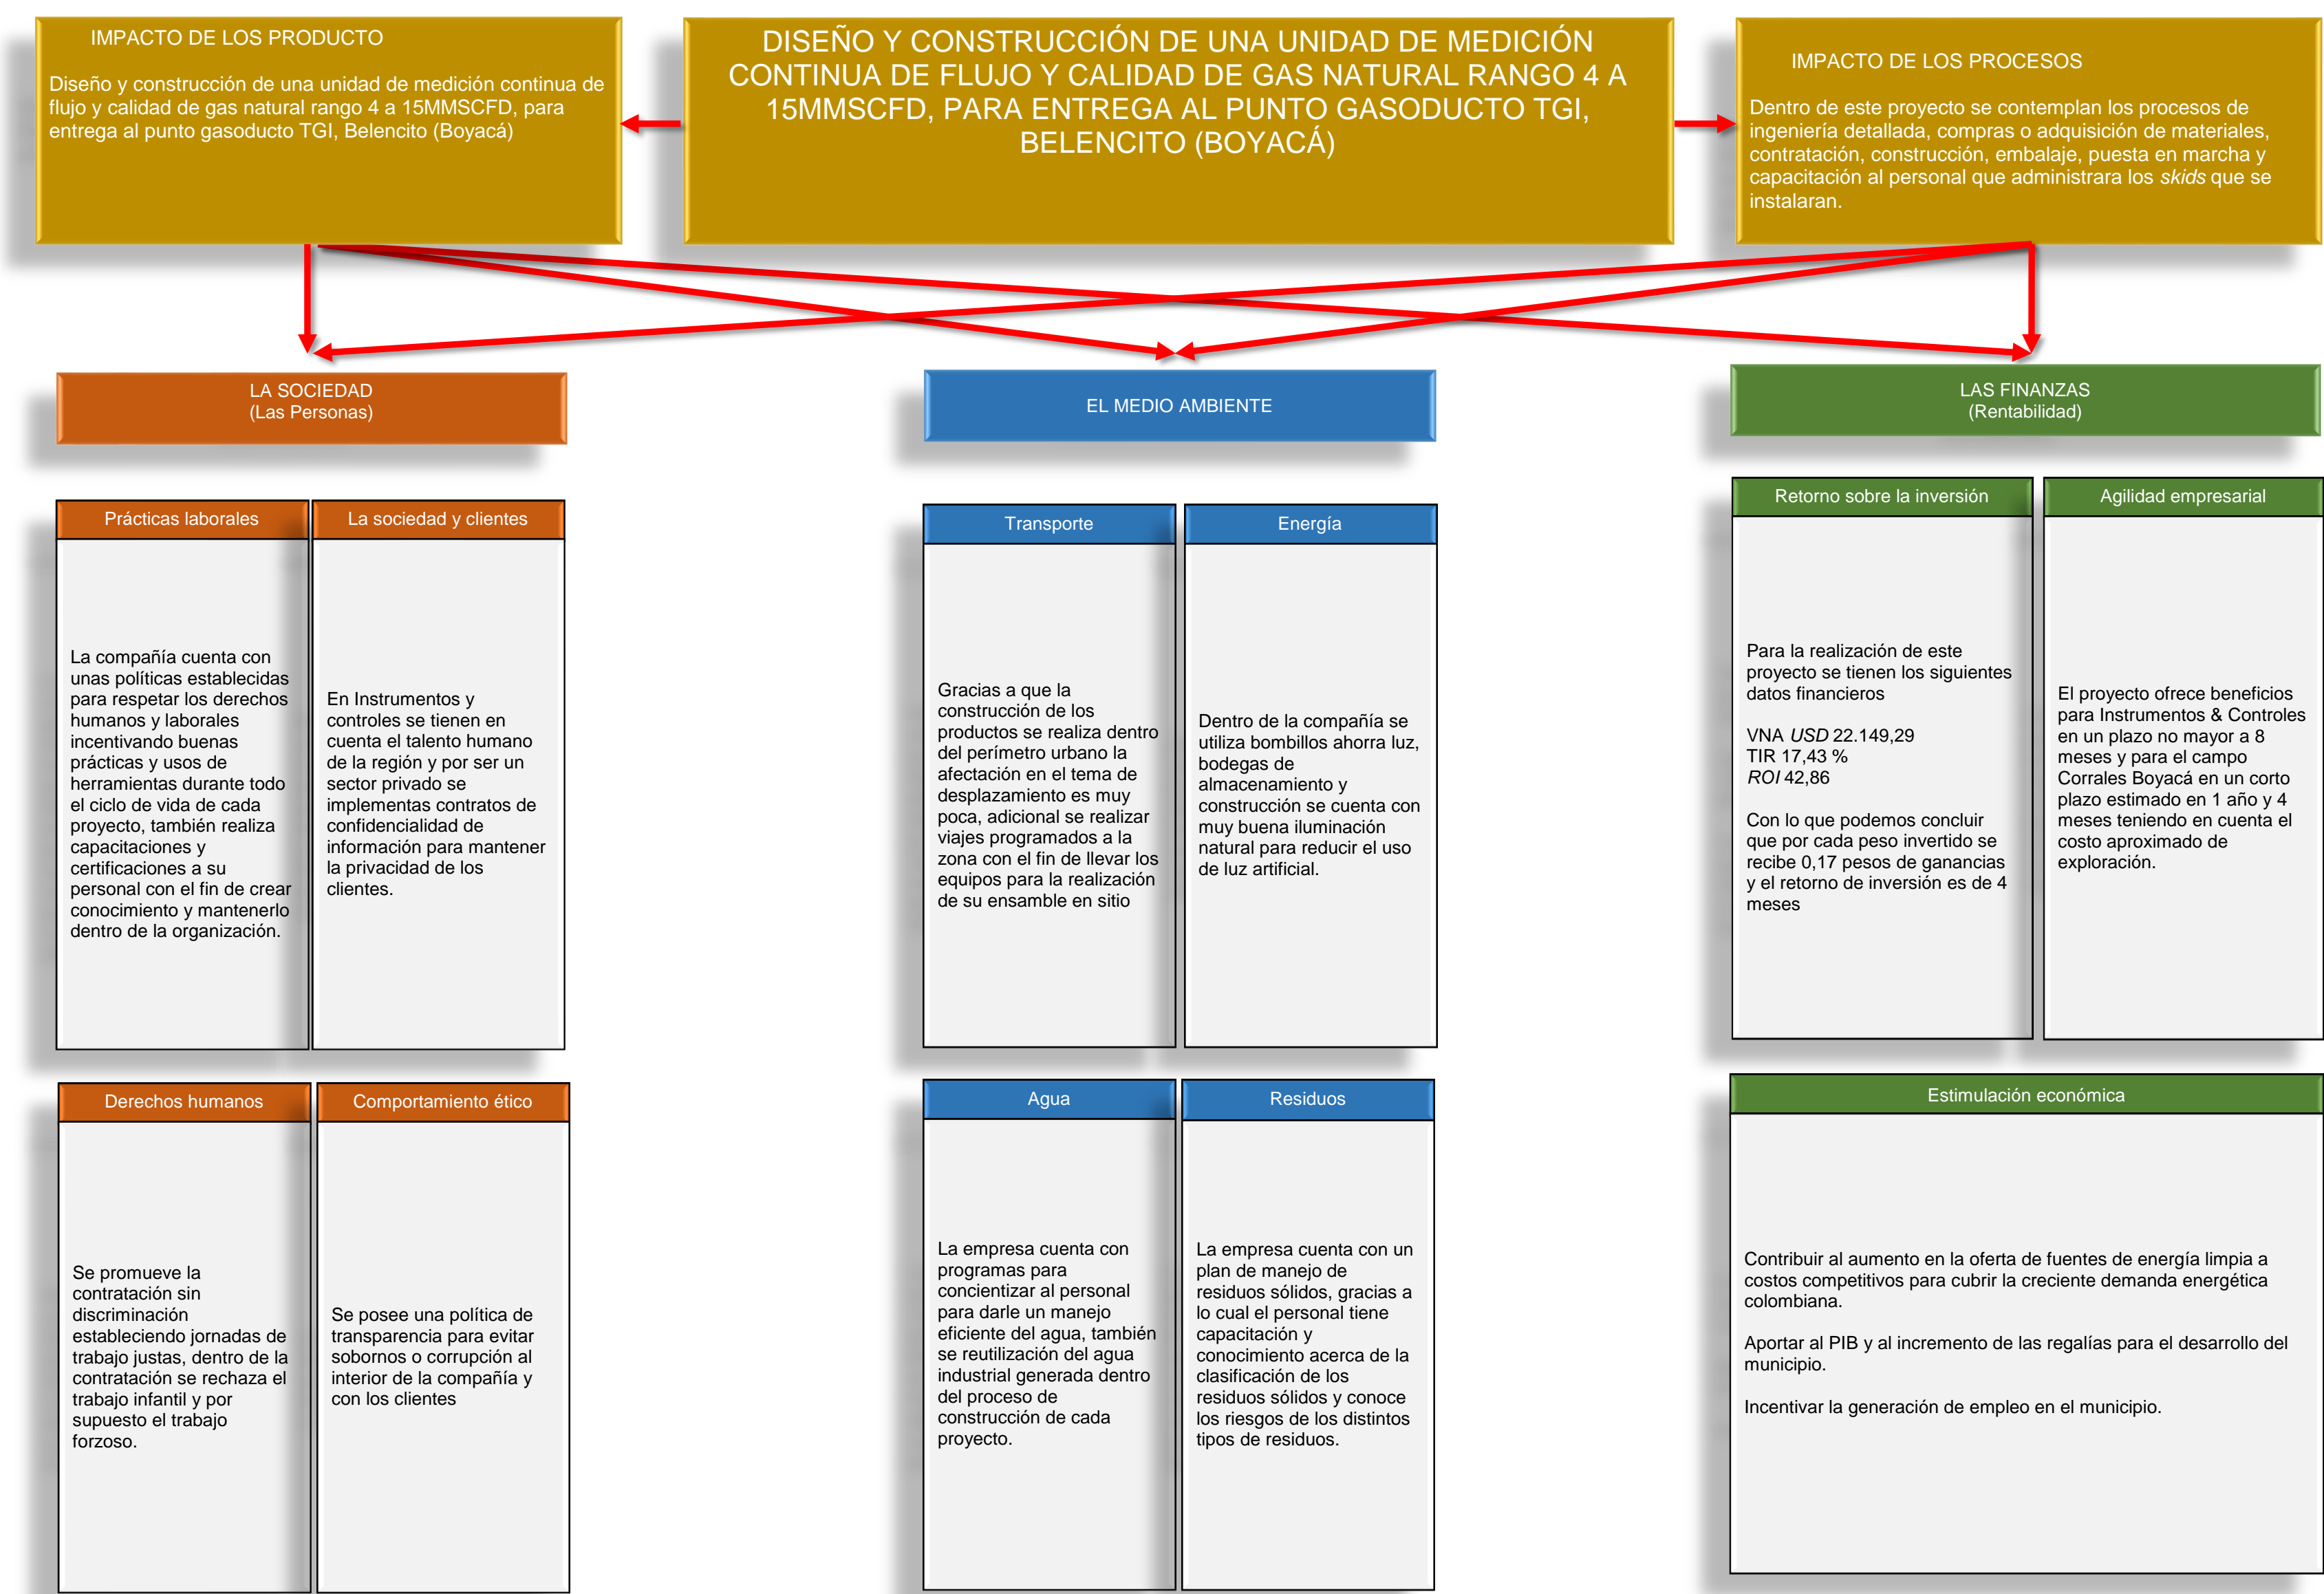 IMPACTO DE LOS PRODUCTO
Diseño y construcción de una unidad de medición continua de
flujo y calidad de gas natural rango 4 a 15MMSCFD, para
entrega al punto gasoducto TGI, Belencito (Boyacá)
DISEÑO Y CONSTRUCCIÓN DE UNA UNIDAD DE MEDICIÓN
CONTINUA DE FLUJO Y CALIDAD DE GAS NATURAL RANGO 4 A
15MMSCFD, PARA ENTREGA AL PUNTO GASODUCTO TGI,
BELENCITO (BOYACÁ)
IMPACTO DE LOS PROCESOS
Dentro de este proyecto se contemplan los procesos de
ingeniería detallada, compras o adquisición de materiales,
contratación, construcción, embalaje, puesta en marcha y
capacitación al personal que administrara los skids que se
instalaran.
LA SOCIEDAD
(Las Personas)
EL MEDIO AMBIENTE
LAS FINANZAS
(Rentabilidad)
Prácticas laborales
La compañía cuenta con
unas políticas establecidas
para respetar los derechos
humanos y laborales
incentivando buenas
prácticas y usos de
herramientas durante todo
el ciclo de vida de cada
proyecto, también realiza
capacitaciones y
certificaciones a su
personal con el fin de crear
conocimiento y mantenerlo
dentro de la organización.
La sociedad y clientes
En Instrumentos y
controles se tienen en
cuenta el talento humano
de la región y por ser un
sector privado se
implementas contratos de
confidencialidad de
información para mantener
la privacidad de los
clientes.
Transporte
Gracias a que la
construcción de los
productos se realiza dentro
del perímetro urbano la
afectación en el tema de
desplazamiento es muy
poca, adicional se realizar
viajes programados a la
zona con el fin de llevar los
equipos para la realización
de su ensamble en sitio
Energía
Dentro de la compañía se
utiliza bombillos ahorra luz,
bodegas de
almacenamiento y
construcción se cuenta con
muy buena iluminación
natural para reducir el uso
de luz artificial.
Retorno sobre la inversión
Para la realización de este
proyecto se tienen los siguientes
datos financieros
VNA USD 22.149,29
TIR 17,43 %
ROI 42,86
Con lo que podemos concluir
que por cada peso invertido se
recibe 0,17 pesos de ganancias
y el retorno de inversión es de 4
meses
Agilidad empresarial
El proyecto ofrece beneficios
para Instrumentos & Controles
en un plazo no mayor a 8
meses y para el campo
Corrales Boyacá en un corto
plazo estimado en 1 año y 4
meses teniendo en cuenta el
costo aproximado de
exploración.
Derechos humanos
Se promueve la
contratación sin
discriminación
estableciendo jornadas de
trabajo justas, dentro de la
contratación se rechaza el
trabajo infantil y por
supuesto el trabajo
forzoso.
Comportamiento ético
Se posee una política de
transparencia para evitar
sobornos o corrupción al
interior de la compañía y
con los clientes
Agua
La empresa cuenta con
programas para
concientizar al personal
para darle un manejo
eficiente del agua, también
se reutilización del agua
industrial generada dentro
del proceso de
construcción de cada
proyecto.
Residuos
La empresa cuenta con un
plan de manejo de
residuos sólidos, gracias a
lo cual el personal tiene
capacitación y
conocimiento acerca de la
clasificación de los
residuos sólidos y conoce
los riesgos de los distintos
tipos de residuos.
Estimulación económica
Contribuir al aumento en la oferta de fuentes de energía limpia a
costos competitivos para cubrir la creciente demanda energética
colombiana.
Aportar al PIB y al incremento de las regalías para el desarrollo del
municipio.
Incentivar la generación de empleo en el municipio.